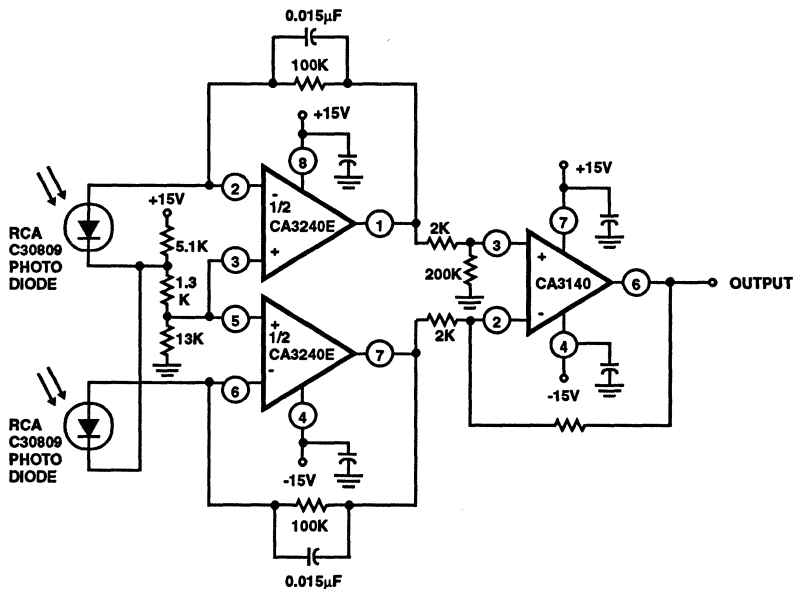 0.015µF
100K
+15V
8
2
-
1/2
CA3240E
+
1
3
+15V
5.1K
1.3
K
13K
RCA
C30809
PHOTO
DIODE
5
+
1/2
CA3240E
-
7
6
4
-15V
RCA
C30809
PHOTO
DIODE
100K
0.015µF
2K
3
200K
2K
2
+15V
7
+
CA3140
-
6
OUTPUT
4
-15V